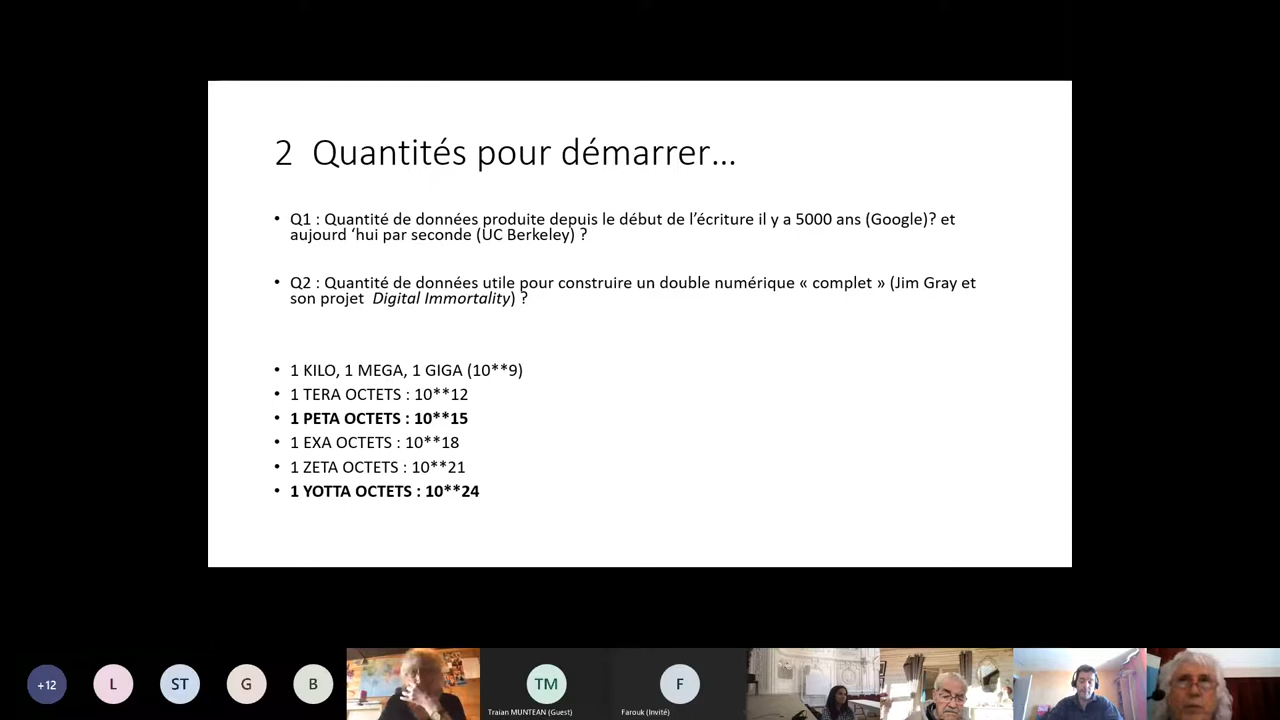 2 Quantités pour démarrer…
• Q1 : Quantité de données produite depuis le début de l’écriture il y a 5000 ans (Google)? et
aujourd ‘hui par seconde (UC Berkeley) ?
• Q2 : Quantité de données utile pour construire un double numérique « complet » (Jim Gray et
son projet Digital Immortality) ?
• 1 KILO, 1 MEGA, 1 GIGA (10**9)
• 1 TERA OCTETS : 10**12
• 1 PETA OCTETS : 10**15
• 1 EXA OCTETS : 10**18
• 1 ZETA OCTETS : 10**21
• 1 YOTTA OCTETS : 10**24
+12 L ST G B TM F
Traian MUNTEAN (Guest) Farouk (Invité)